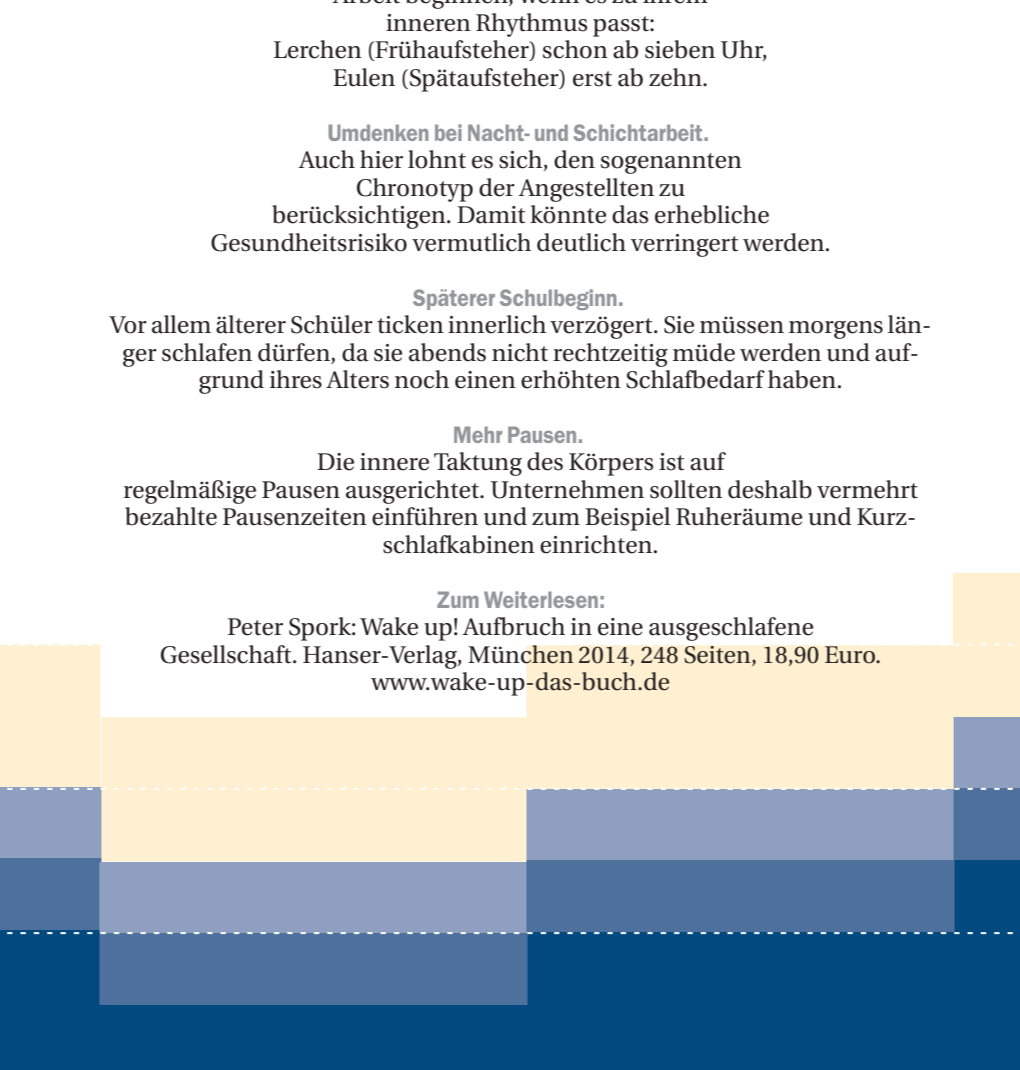 Arbeit beginnen, wenn es zu ihrem
inneren Rhythmus passt:
Lerchen (Frühaufsteher) schon ab sieben Uhr,
Eulen (Spätaufsteher) erst ab zehn.
Umdenken bei Nacht- und Schichtarbeit.
Auch hier lohnt es sich, den sogenannten
Chronotyp der Angestellten zu
berücksichtigen. Damit könnte das erhebliche
Gesundheitsrisiko vermutlich deutlich verringert werden.
Späterer Schulbeginn.
Vor allem älterer Schüler ticken innerlich verzögert. Sie müssen morgens län-
ger schlafen dürfen, da sie abends nicht rechtzeitig müde werden und auf-
grund ihres Alters noch einen erhöhten Schlafbedarf haben.
Mehr Pausen.
Die innere Taktung des Körpers ist auf
regelmäßige Pausen ausgerichtet. Unternehmen sollten deshalb vermehrt
bezahlte Pausenzeiten einführen und zum Beispiel Ruheräume und Kurz-
schlafkabinen einrichten.
Zum Weiterlesen:
Peter Spork: Wake up! Aufbruch in eine ausgeschlafene
Gesellschaft. Hanser-Verlag, München 2014, 248 Seiten, 18,90 Euro.
www.wake-up-das-buch.de